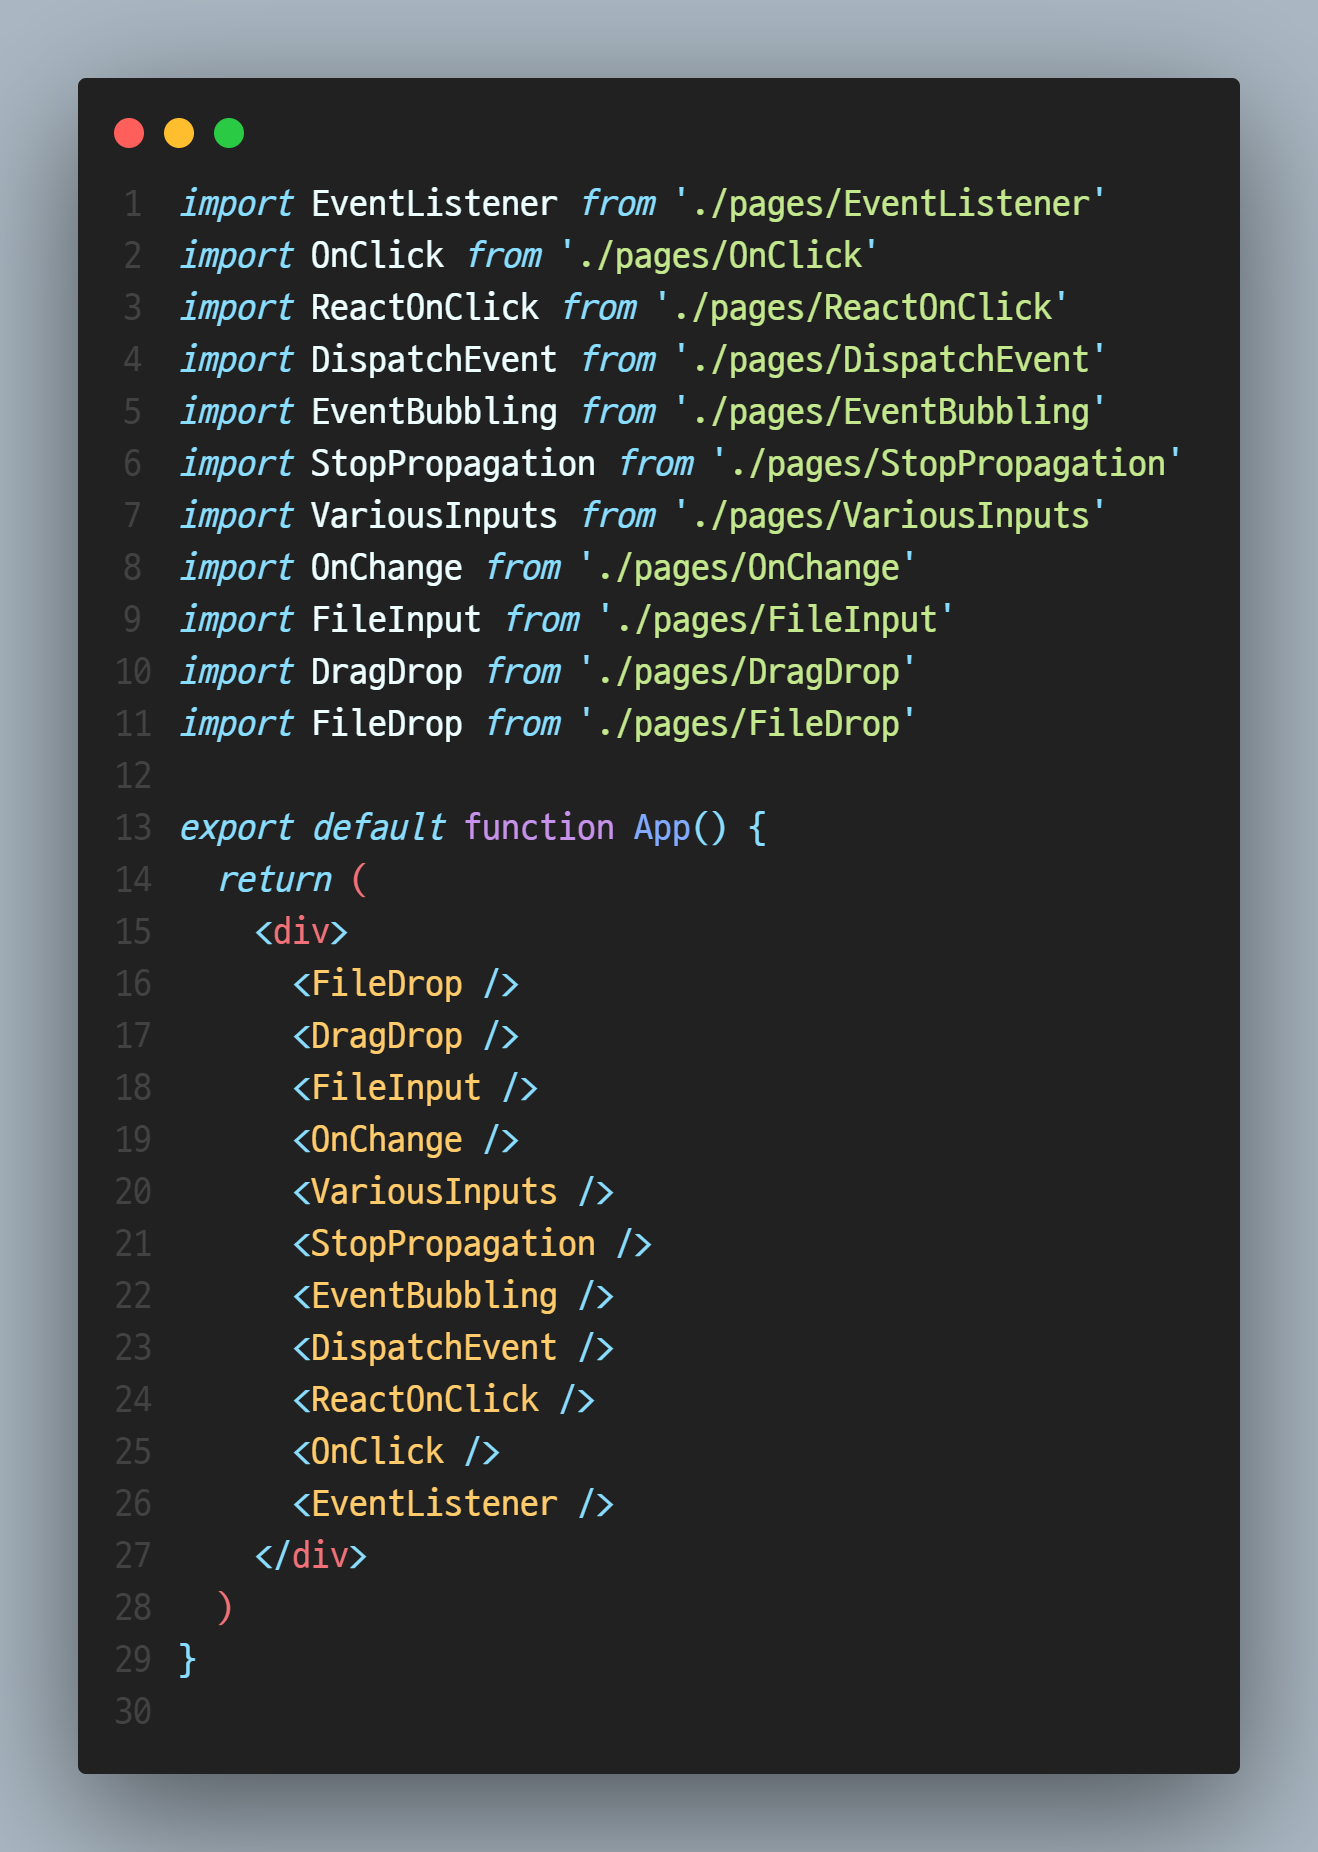 1 import EventListener from './pages/EventListener'
2 import OnClick from './pages/OnClick'
3 import ReactOnClick from './pages/ReactOnClick'
4 import DispatchEvent from './pages/DispatchEvent'
5 import EventBubbling from './pages/EventBubbling'
6 import StopPropagation from './pages/StopPropagation'
7 import VariousInputs from './pages/VariousInputs'
8 import OnChange from './pages/OnChange'
9 import FileInput from './pages/FileInput'
10 import DragDrop from './pages/DragDrop'
11 import FileDrop from './pages/FileDrop'
12
13 export default function App() {
14   return (
15     <div>
16       <FileDrop />
17       <DragDrop />
18       <FileInput />
19       <OnChange />
20       <VariousInputs />
21       <StopPropagation />
22       <EventBubbling />
23       <DispatchEvent />
24       <ReactOnClick />
25       <OnClick />
26       <EventListener />
27     </div>
28   )
29 }
30